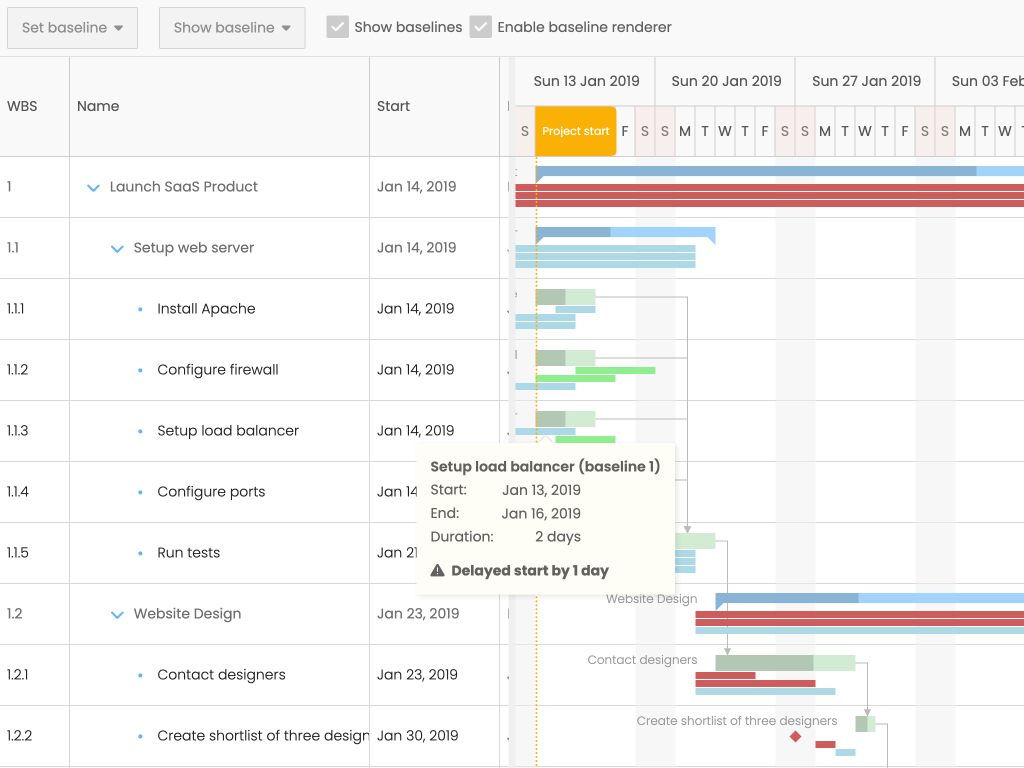 Set baseline
Show baseline
Show baselines
Enable baseline renderer
WBS
Name
Start
Sun 13 Jan 2019
Sun 20 Jan 2019
Sun 27 Jan 2019
Sun 03 Feb
S
Project start
F S S M T W T F S S M T W T F S S M T W
1 Launch SaaS Product Jan 14, 2019
1.1 Setup web server Jan 14, 2019
1.1.1 Install Apache Jan 14, 2019
1.1.2 Configure firewall Jan 14, 2019
1.1.3 Setup load balancer Jan 14, 2019
1.1.4 Configure ports Jan 14
1.1.5 Run tests Jan 21
Setup load balancer (baseline 1)
Start: Jan 13, 2019
End: Jan 16, 2019
Duration: 2 days
Delayed start by 1 day
1.2 Website Design Jan 23, 2019
Website Design
1.2.1 Contact designers Jan 23, 2019
Contact designers
1.2.2 Create shortlist of three design Jan 30, 2019
Create shortlist of three designers